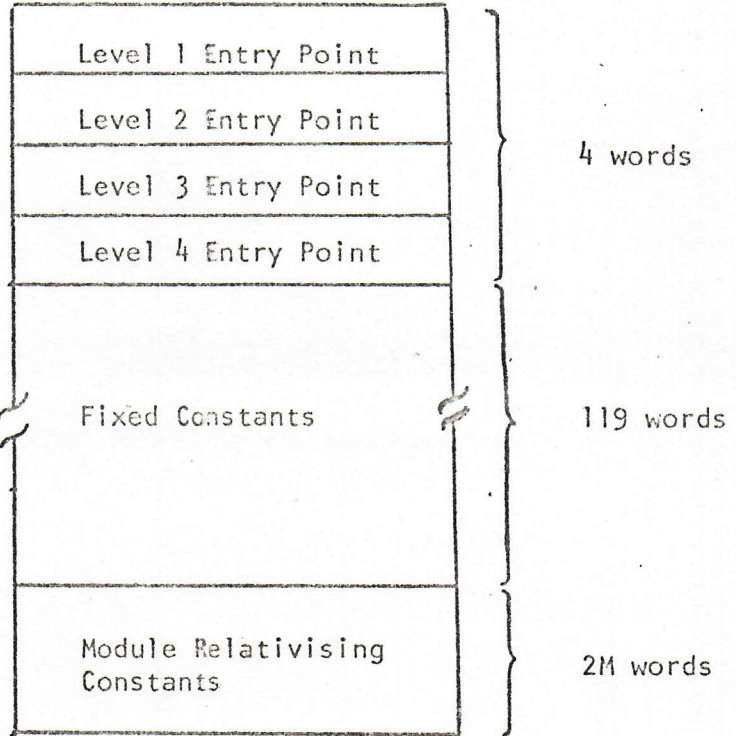 Level 1 Entry Point
Level 2 Entry Point
4 words
Level 3 Entry Point
Level 4 Entry Point
Fixed Constants
119 words
Module Relativising
Constants
2M words